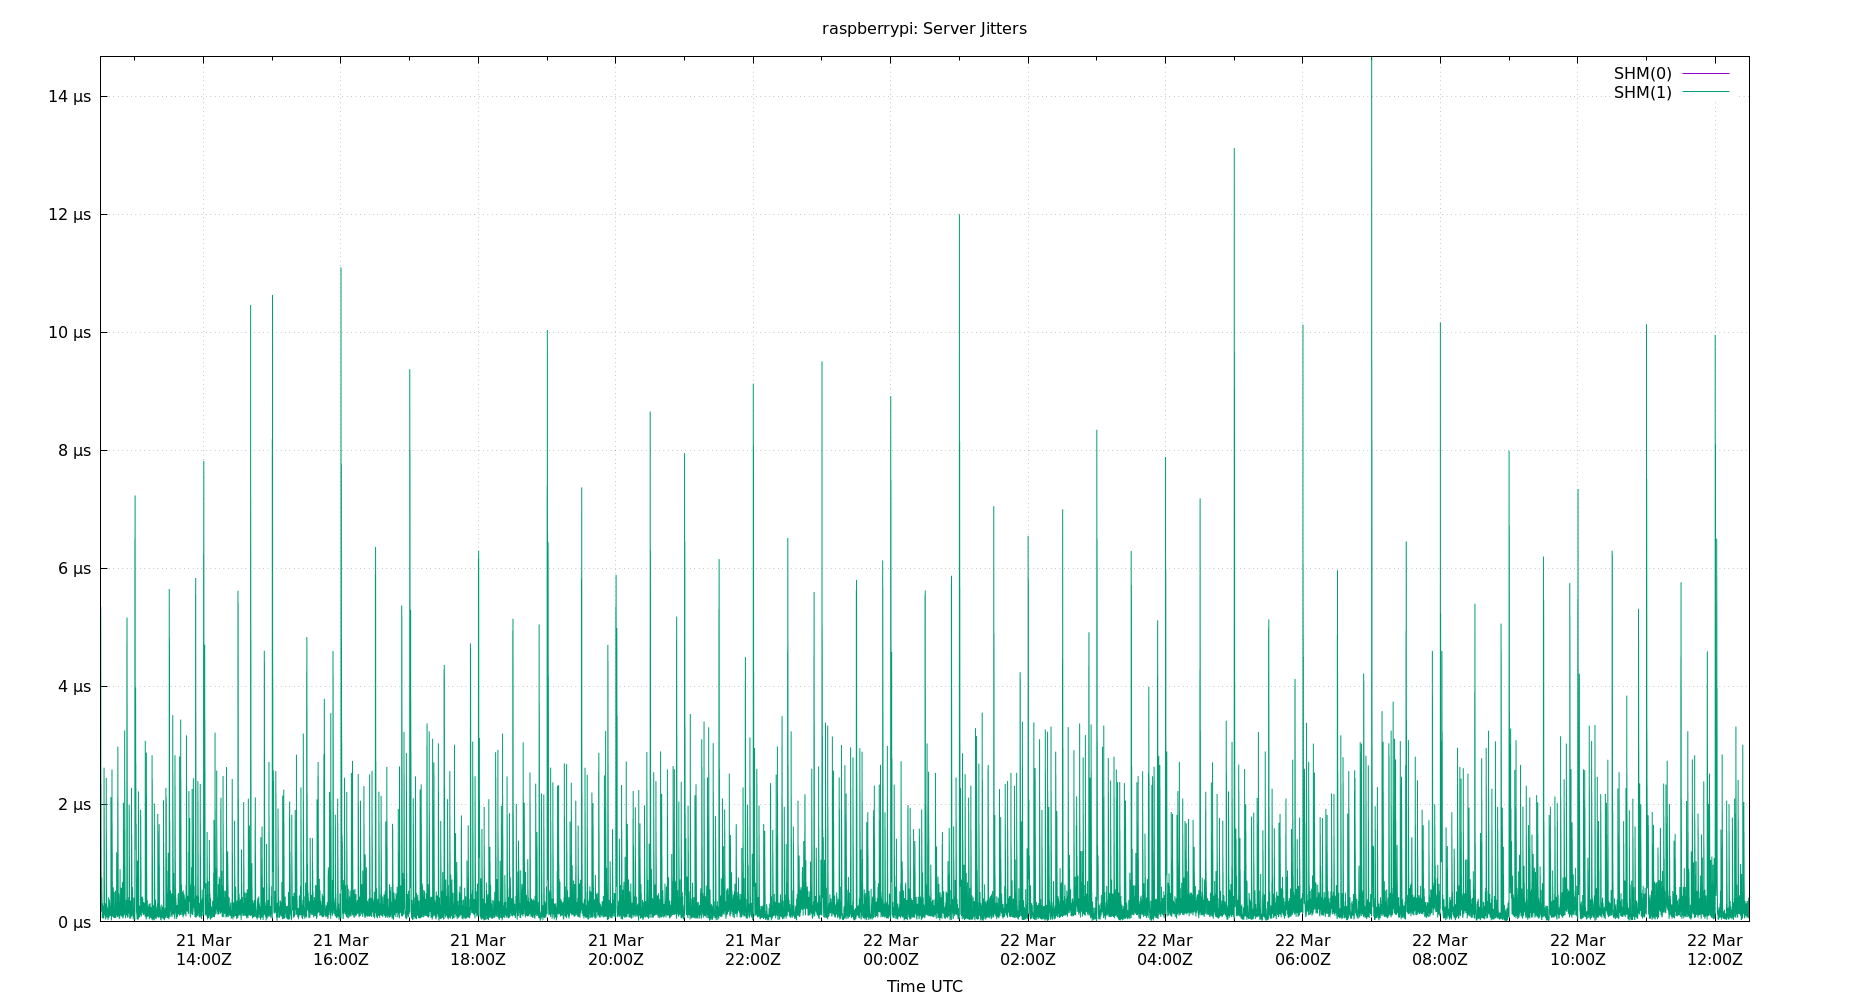 raspberrypi: Server Jitters
SHM(0)
SHM(1)
14 µs
12 µs
10 µs
8 µs
6 µs
4 µs
2 µs
0 µs
21 Mar 21 Mar 21 Mar 21 Mar 21 Mar 22 Mar 22 Mar 22 Mar 22 Mar 22 Mar 22 Mar 22 Mar
14:00Z 16:00Z 18:00Z 20:00Z 22:00Z 00:00Z 02:00Z 04:00Z 06:00Z 08:00Z 10:00Z 12:00Z
Time UTC